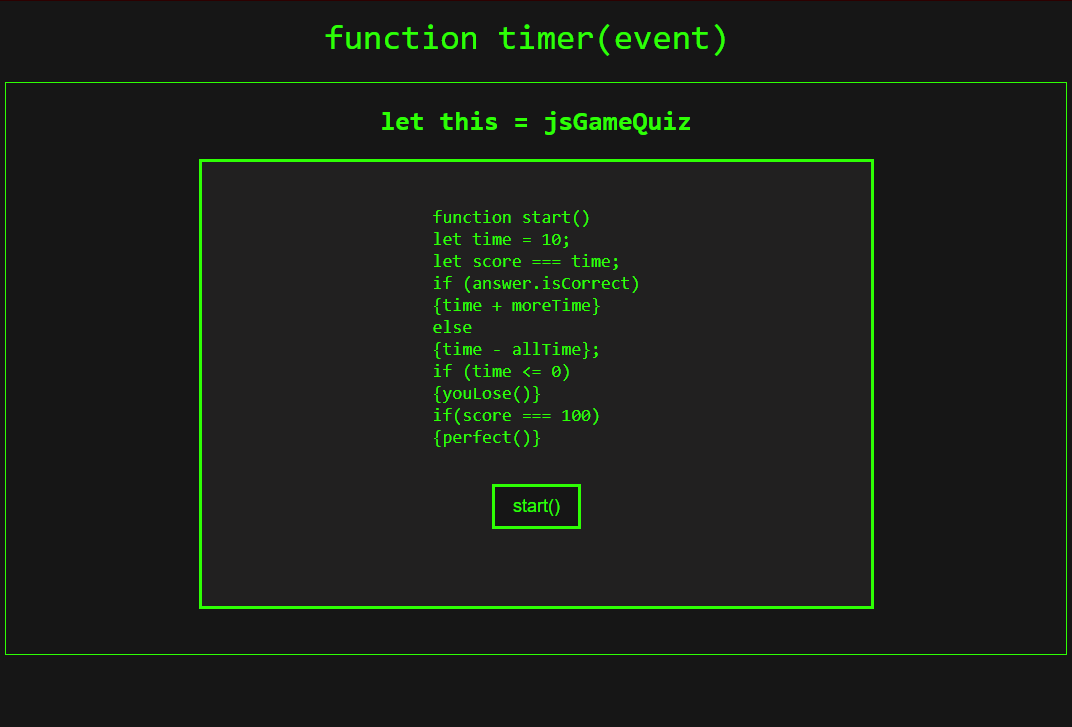 function timer(event)
let this = jsGameQuiz
function start()
let time = 10;
let score === time;
if (answer.isCorrect)
{time + moreTime}
else
{time - allTime};
if (time <= 0)
{youLose()}
if(score === 100)
{perfect()}
start()